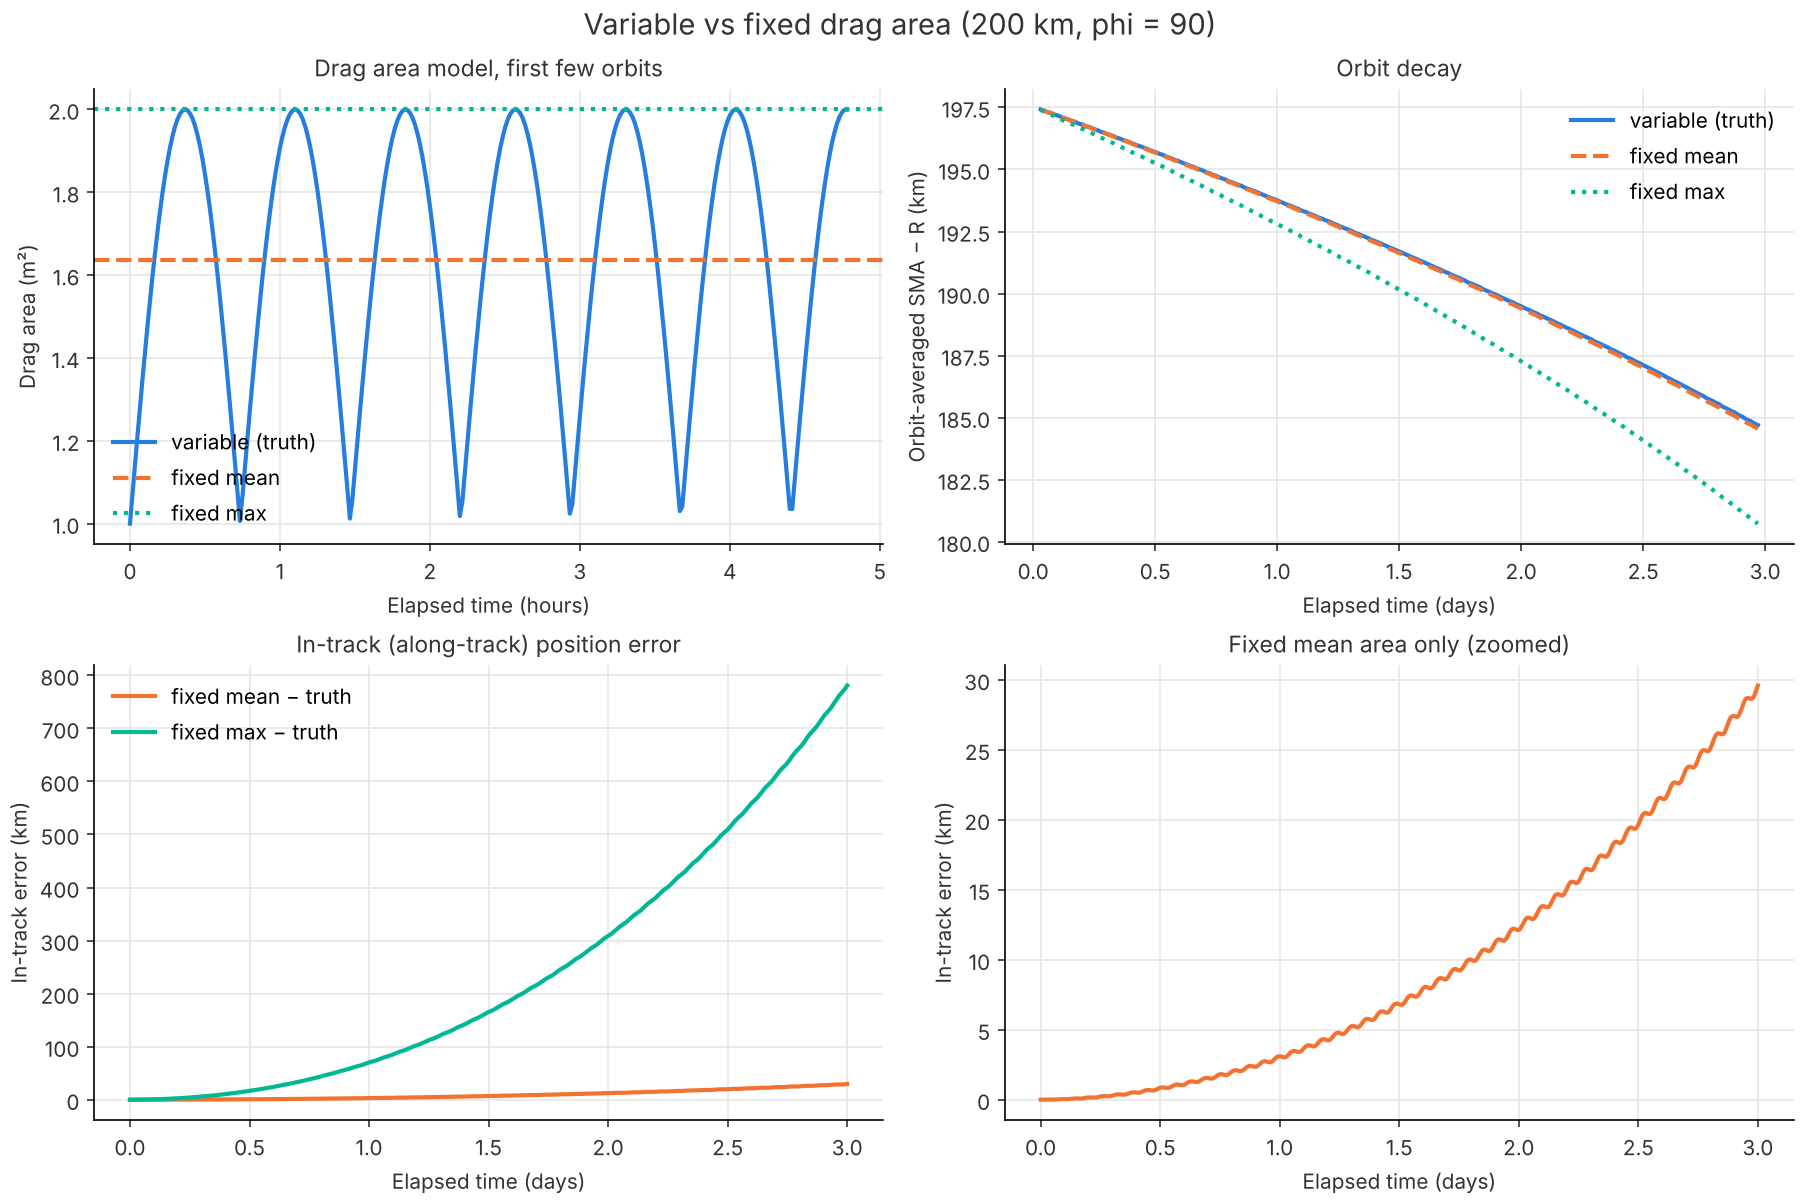 Variable vs fixed drag area (200 km, phi = 90)
Drag area model, first few orbits
Drag area (m²)
2.0
1.8
1.6
1.4
1.2
1.0
variable (truth)
fixed mean
fixed max
0 1 2 3 4 5
Elapsed time (hours)
Orbit decay
Orbit-averaged SMA − R (km)
197.5
195.0
192.5
190.0
187.5
185.0
182.5
180.0
variable (truth)
fixed mean
fixed max
0.0 0.5 1.0 1.5 2.0 2.5 3.0
Elapsed time (days)
In-track (along-track) position error
In-track error (km)
800
700
600
500
400
300
200
100
0
fixed mean − truth
fixed max − truth
0.0 0.5 1.0 1.5 2.0 2.5 3.0
Elapsed time (days)
Fixed mean area only (zoomed)
In-track error (km)
30
25
20
15
10
5
0
0.0 0.5 1.0 1.5 2.0 2.5 3.0
Elapsed time (days)